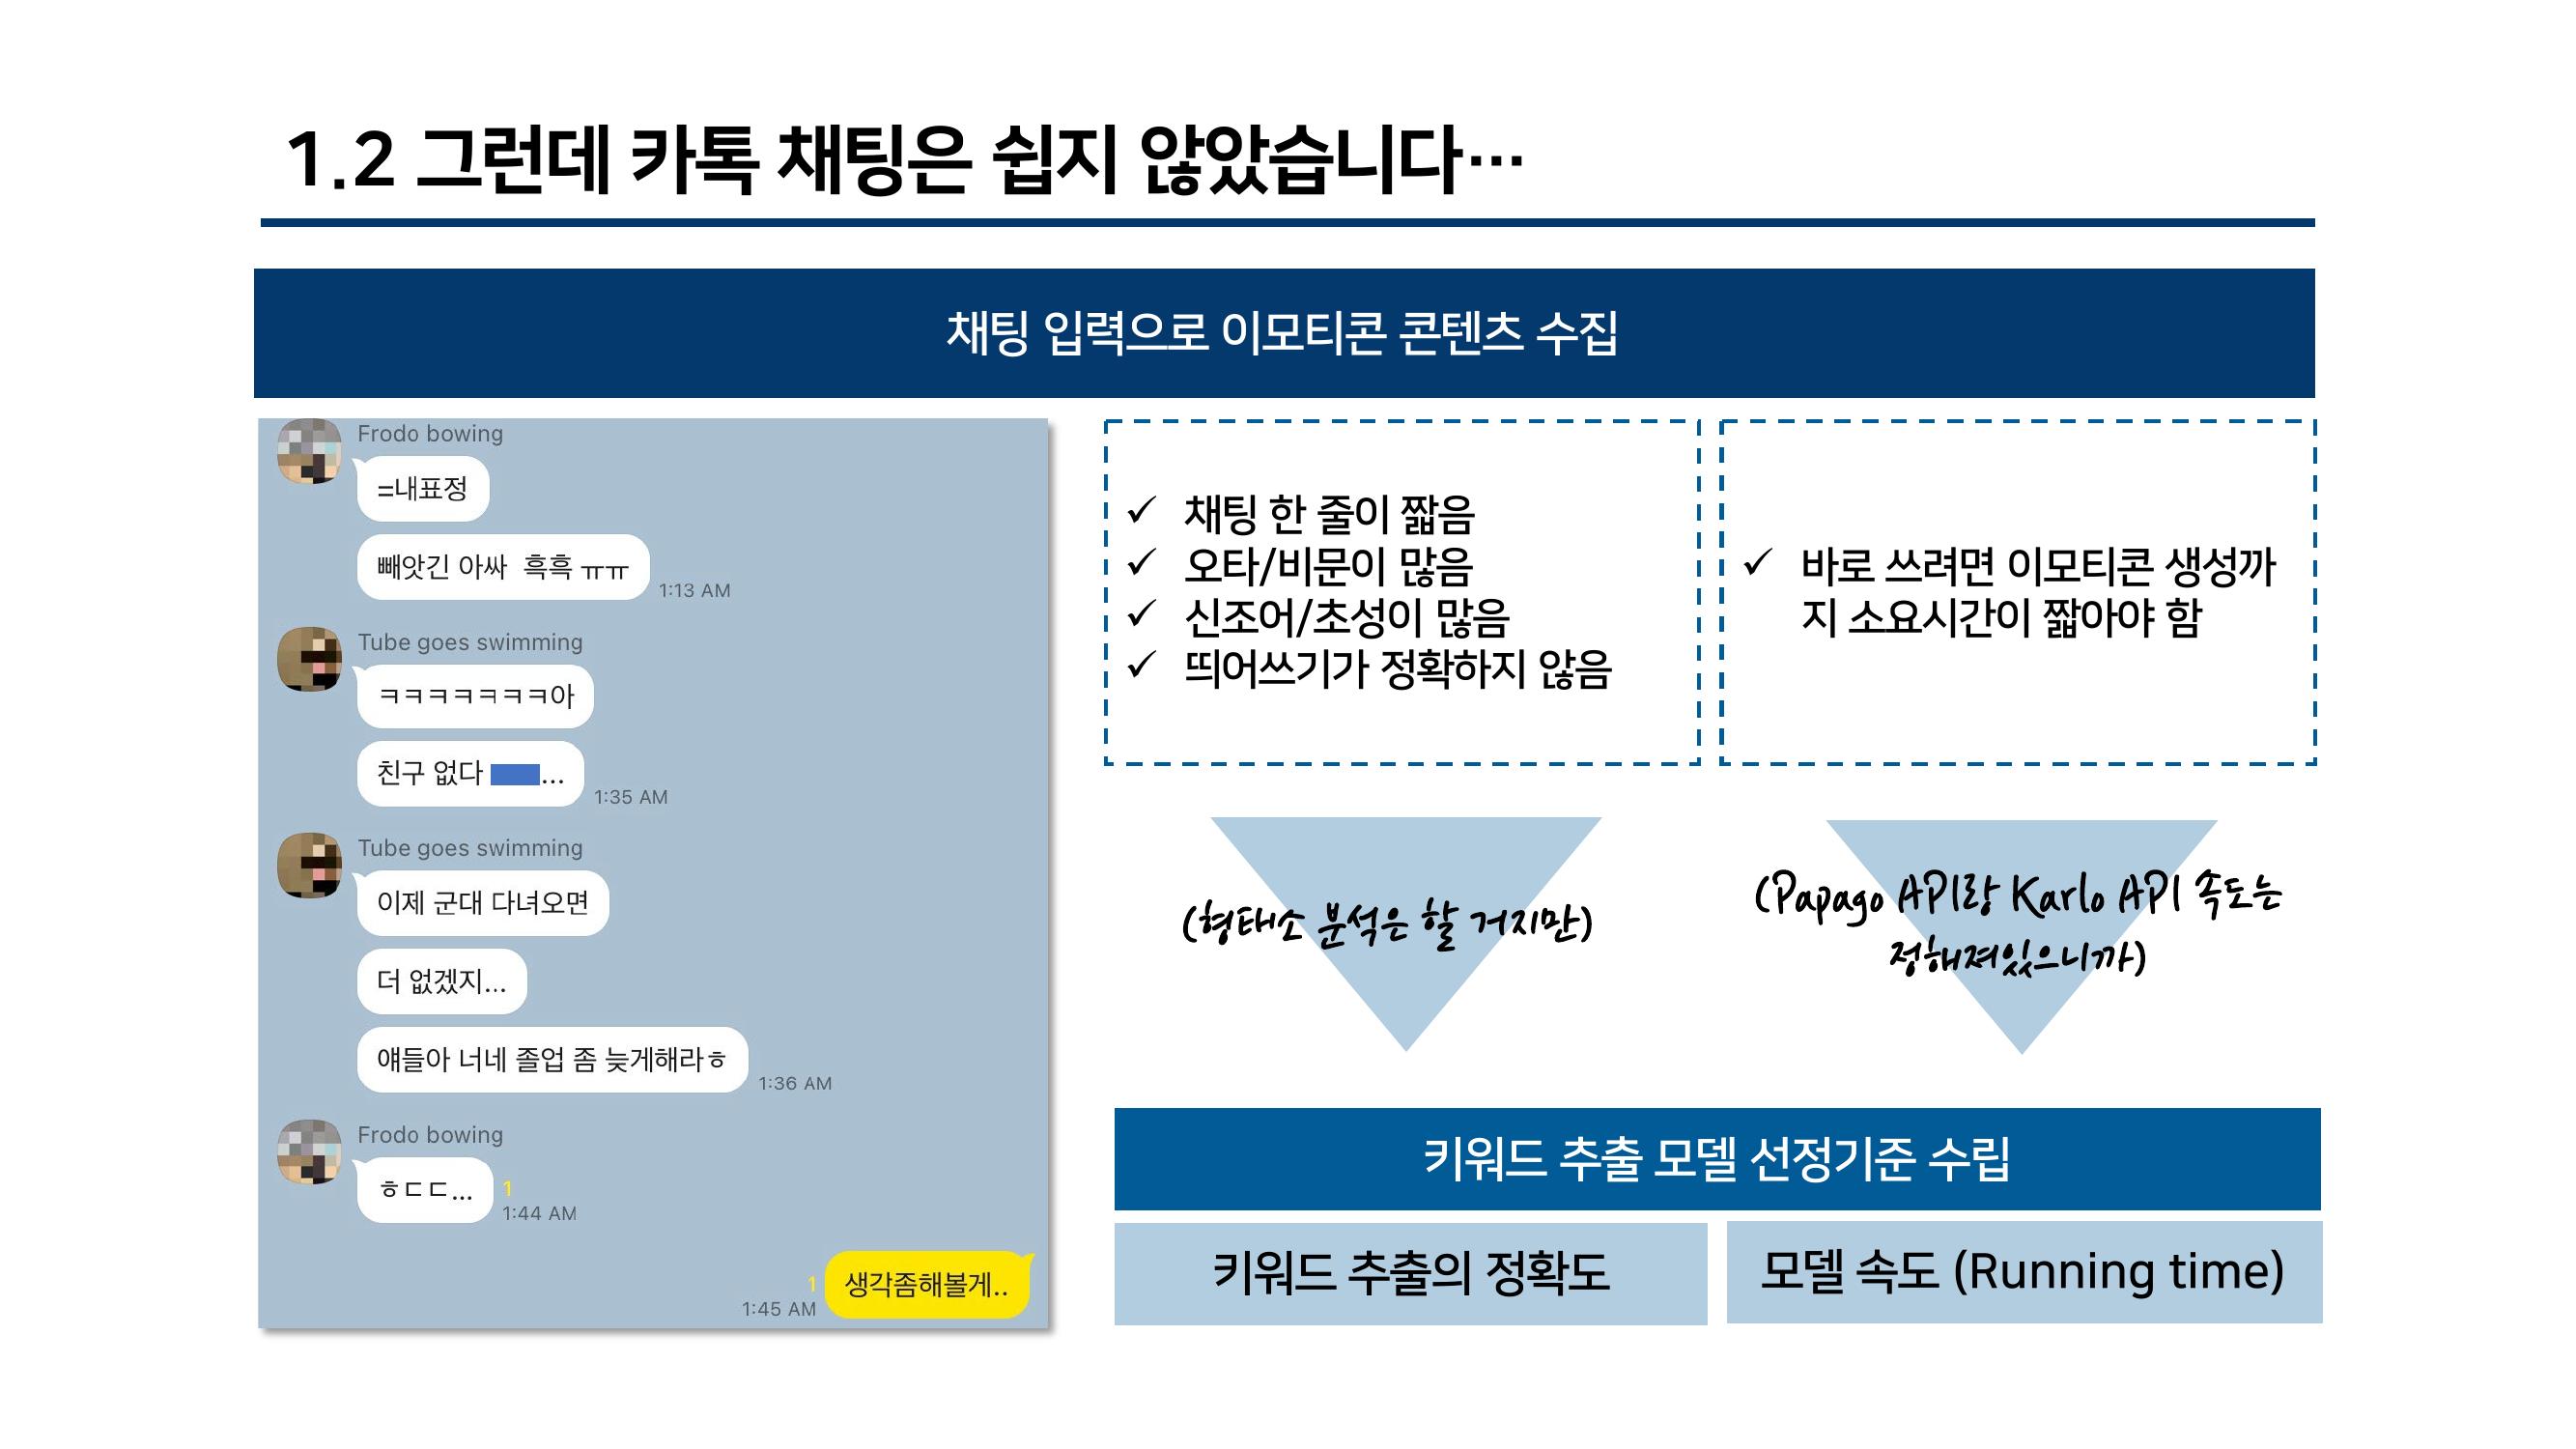 1.2 그런데 카톡 채팅은 쉽지 않았습니다…
채팅 입력으로 이모티콘 콘텐츠 수집
Frodo bowing
=내표정
빼앗긴 아싸  흑흑 ㅠㅠ
1:13 AM
Tube goes swimming
ㅋㅋㅋㅋㅋㅋㅋ아
친구 없다 ...
1:35 AM
Tube goes swimming
이제 군대 다녀오면
더 없겠지...
얘들아 너네 졸업 좀 늦게해라ㅎ
1:36 AM
Frodo bowing
ㅎㄷㄷ...
1
1:44 AM
생각좀해볼게..
1
1:45 AM
✓ 채팅 한 줄이 짧음
✓ 오타/비문이 많음
✓ 신조어/초성이 많음
✓ 띄어쓰기가 정확하지 않음
✓ 바로 쓰려면 이모티콘 생성까
지 소요시간이 짧아야 함
(형태소 분석은 할 거지만)
(Papago API랑 Karlo API 속도는
정해져있으니까)
키워드 추출 모델 선정기준 수립
키워드 추출의 정확도
모델 속도 (Running time)